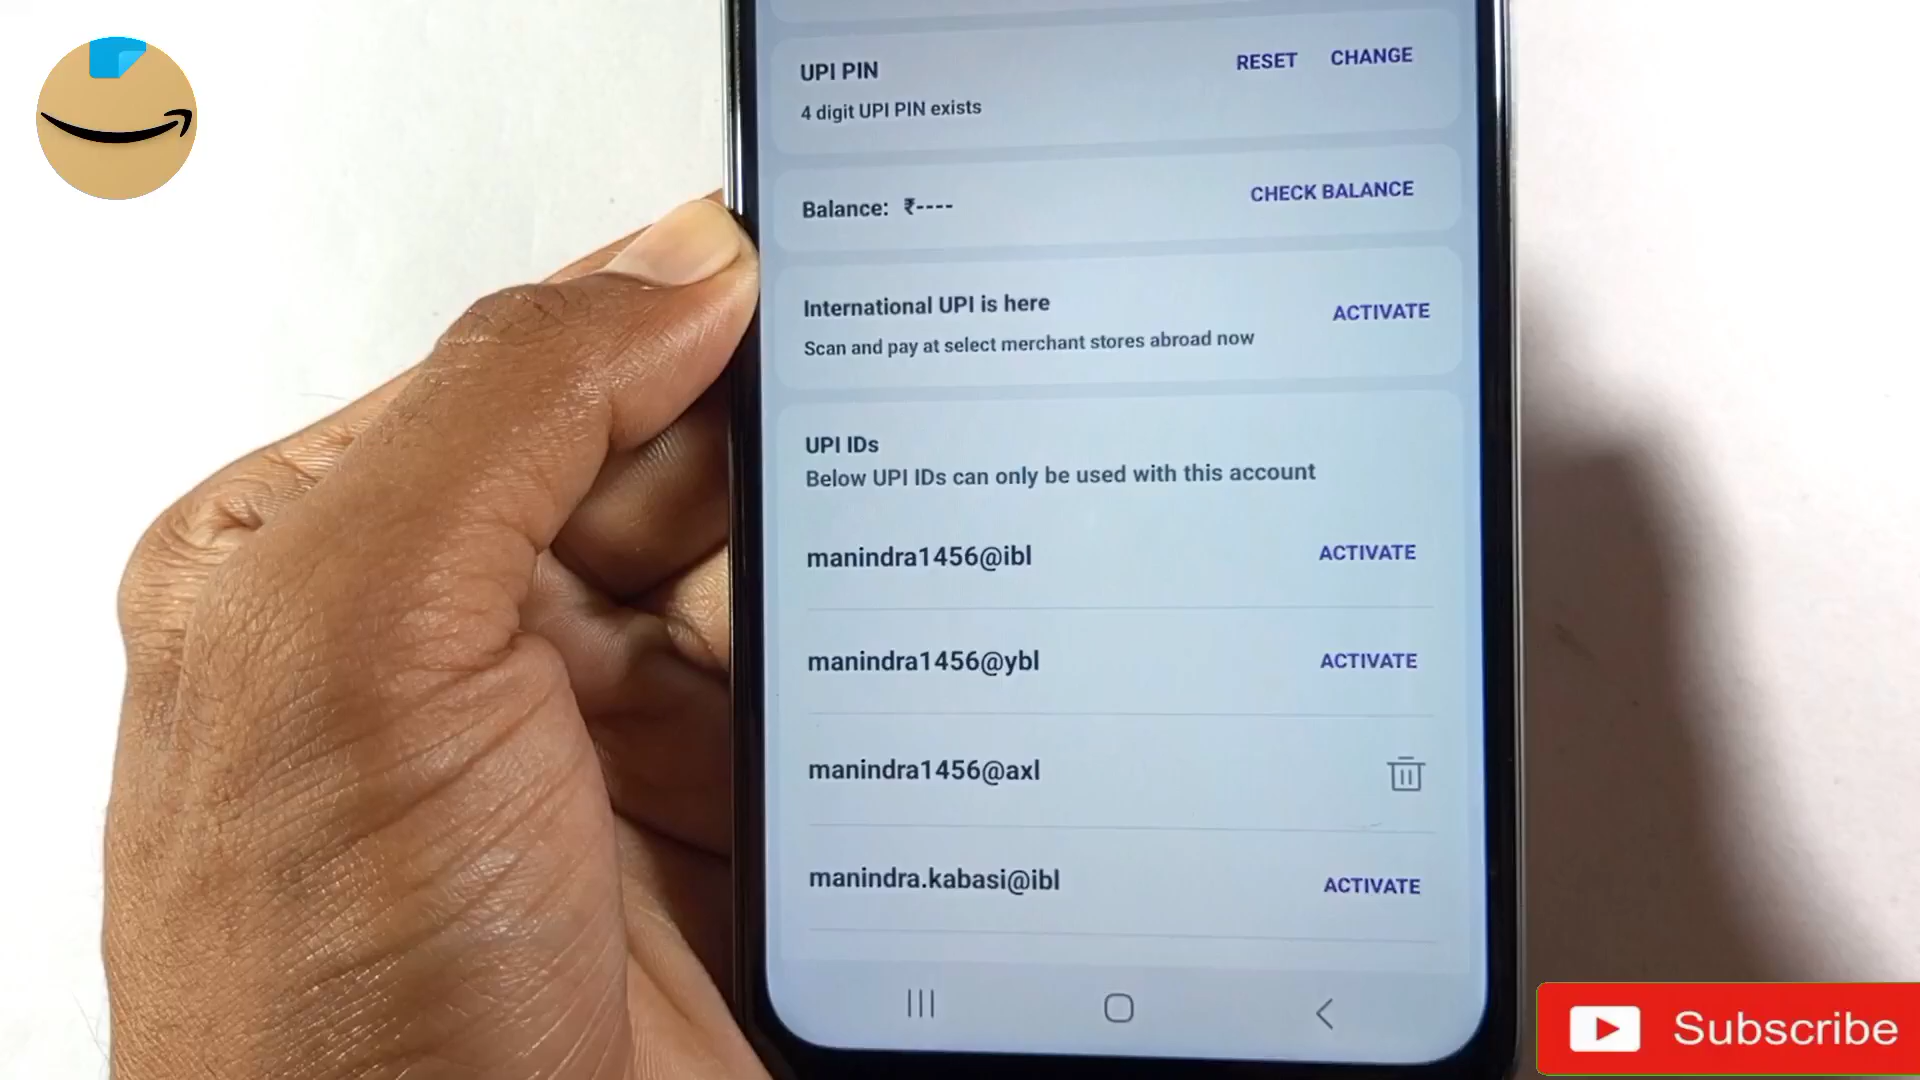 UPI PIN
RESET CHANGE
4 digit UPI PIN exists
Balance: ₹----
CHECK BALANCE
International UPI is here
ACTIVATE
Scan and pay at select merchant stores abroad now
UPI IDs
Below UPI IDs can only be used with this account
manindra1456@ibl
ACTIVATE
manindra1456@ybl
ACTIVATE
manindra1456@axl
manindra.kabasi@ibl
ACTIVATE
Subscribe